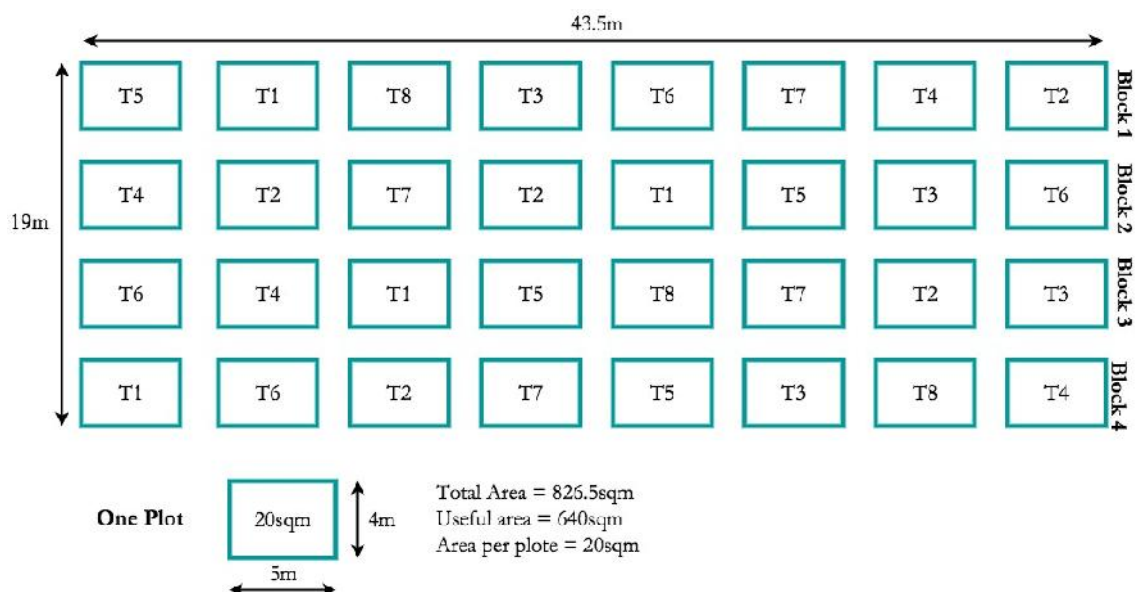 43.5m
T5 T1 T8 T3 T6 T7 T4 T2 Block 1
T4 T2 T7 T2 T1 T5 T3 T6 Block 2
19m
T6 T4 T1 T5 T8 T7 T2 T3 Block 3
T1 T6 T2 T7 T5 T3 T8 T4 Block 4
One Plot
20sqm
4m
5m
Total Area = 826.5sqm
Useful area = 640sqm
Area per plote = 20sqm